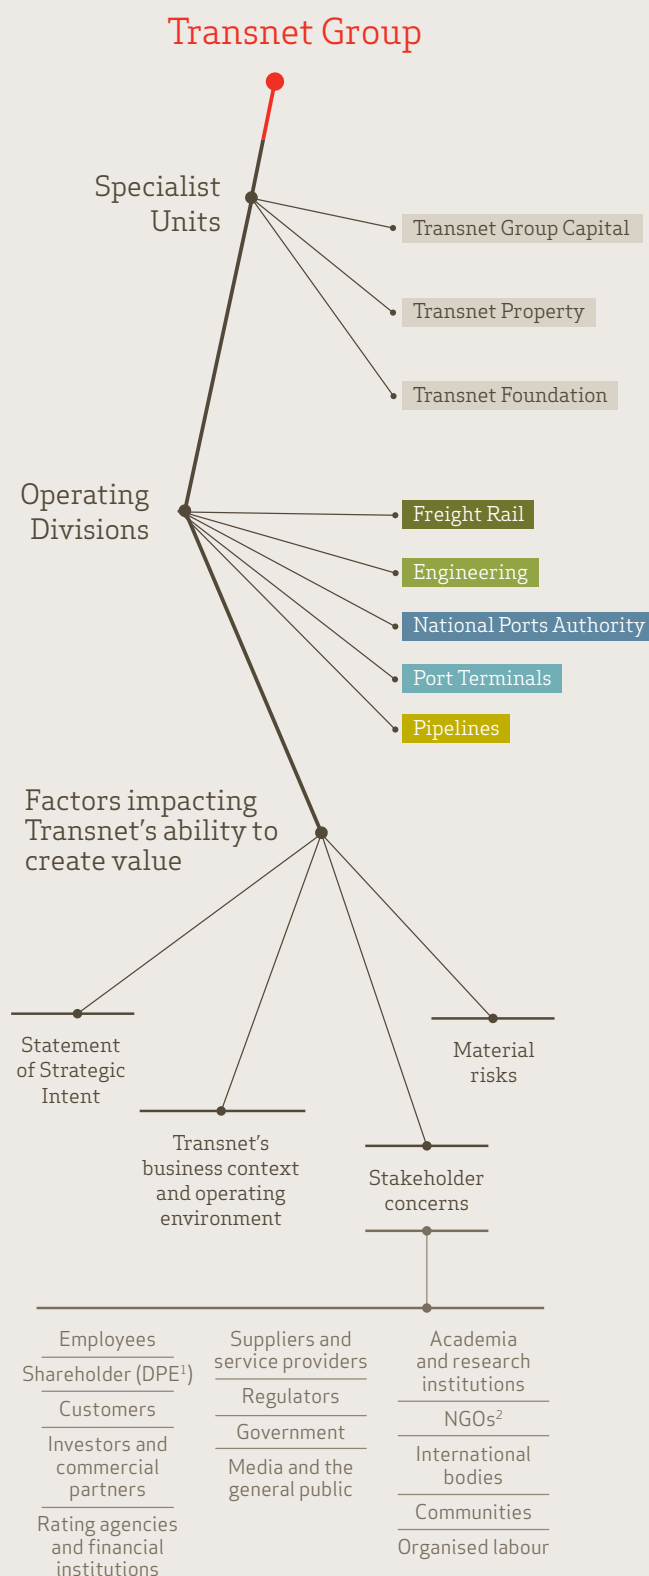 Transnet Group
Specialist
Units
Transnet Group Capital
Transnet Property
Transnet Foundation
Operating
Divisions
Freight Rail
Engineering
National Ports Authority
Port Terminals
Pipelines
Factors impacting
Transnet’s ability to
create value
Statement
of Strategic
Intent
Transnet’s
business context
and operating
environment
Stakeholder
concerns
Material
risks
Employees
Shareholder (DPE¹)
Customers
Investors and
commercial
partners
Rating agencies
and financial
institutions
Suppliers and
service providers
Regulators
Government
Media and the
general public
Academia
and research
institutions
NGOs²
International
bodies
Communities
Organised labour